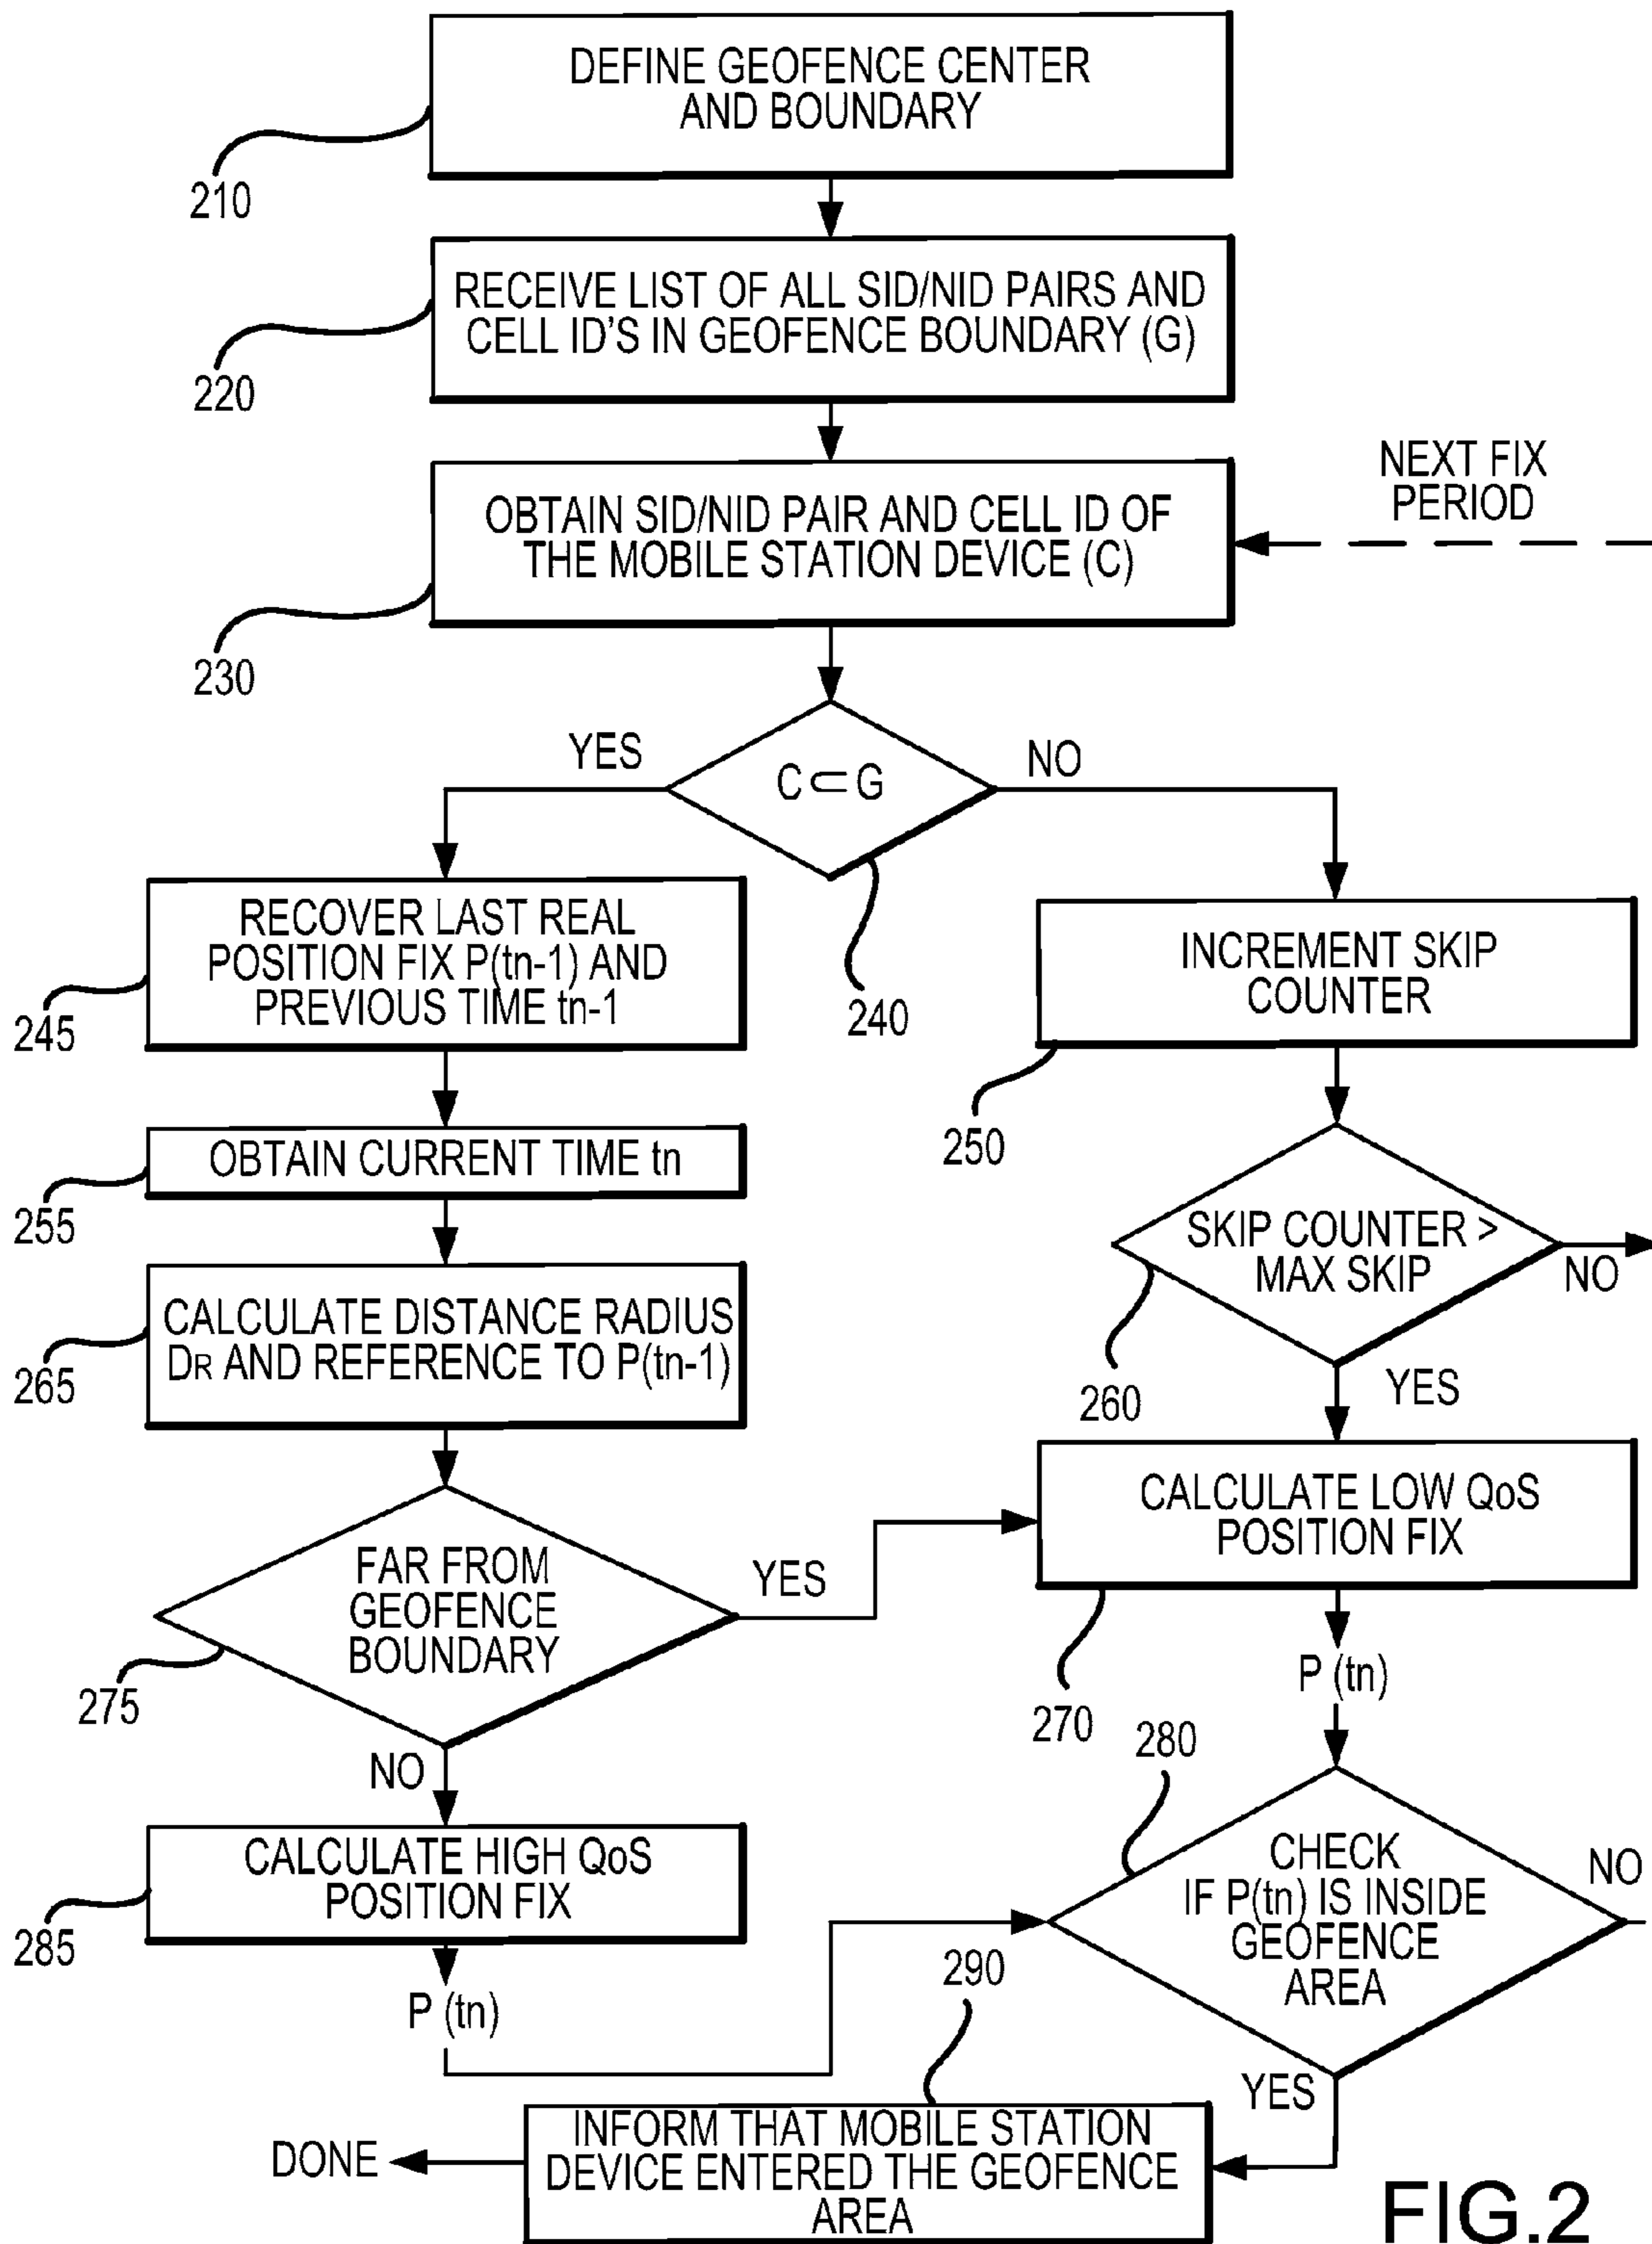 DEFINE GEOFENCE CENTER
AND BOUNDARY
210
RECEIVE LIST OF ALL SID/NID PAIRS AND
CELL ID'S IN GEOFENCE BOUNDARY (G)
220
NEXT FIX
PERIOD
OBTAIN SID/NID PAIR AND CELL ID OF
THE MOBILE STATION DEVICE (C)
230
YES
C ⊂ G
NO
240
RECOVER LAST REAL
POSITION FIX P(tn-1) AND
PREVIOUS TIME tn-1
245
INCREMENT SKIP
COUNTER
250
OBTAIN CURRENT TIME tn
255
SKIP COUNTER >
MAX SKIP
NO
260
YES
CALCULATE DISTANCE RADIUS
DR AND REFERENCE TO P(tn-1)
265
CALCULATE LOW QoS
POSITION FIX
270
FAR FROM
GEOFENCE
BOUNDARY
YES
275
NO
P (tn)
280
CALCULATE HIGH QoS
POSITION FIX
285
P (tn)
CHECK
IF P(tn) IS INSIDE
GEOFENCE
AREA
NO
290
YES
INFORM THAT MOBILE STATION
DEVICE ENTERED THE GEOFENCE
AREA
DONE
FIG.2